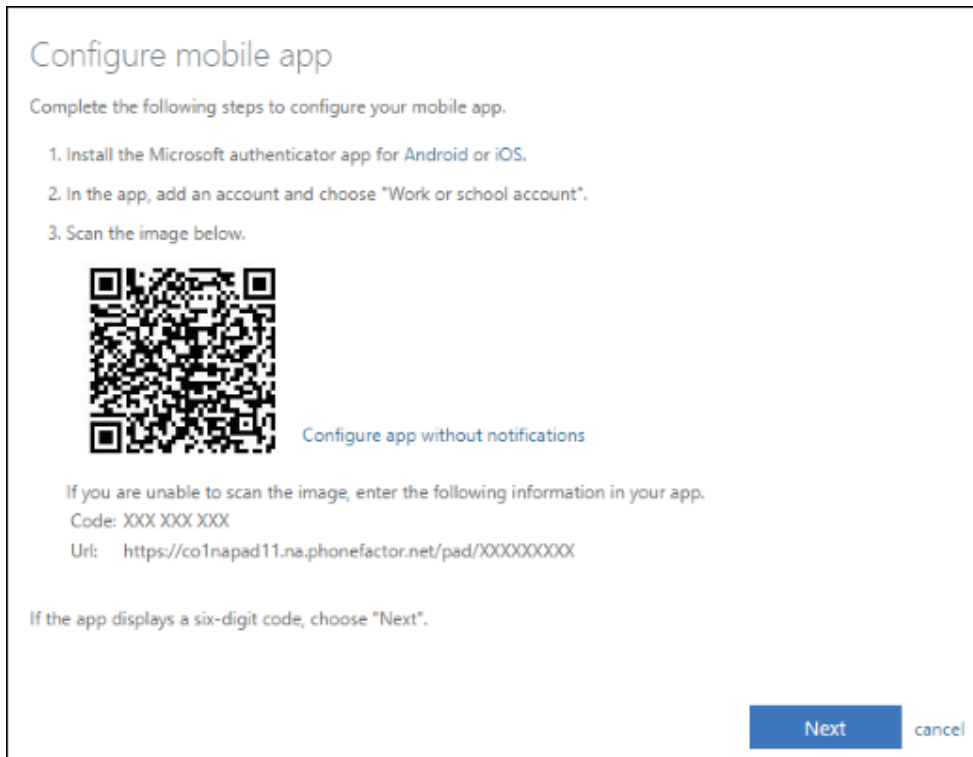 Configure mobile app
Complete the following steps to configure your mobile app.
1. Install the Microsoft authenticator app for Android or iOS.
2. In the app, add an account and choose "Work or school account".
3. Scan the image below.
Configure app without notifications
If you are unable to scan the image, enter the following information in your app.
Code: XXX XXX XXX
Url: https://co1napad11.na.phonefactor.net/pad/XXXXXXXXX
If the app displays a six-digit code, choose "Next".
Next cancel